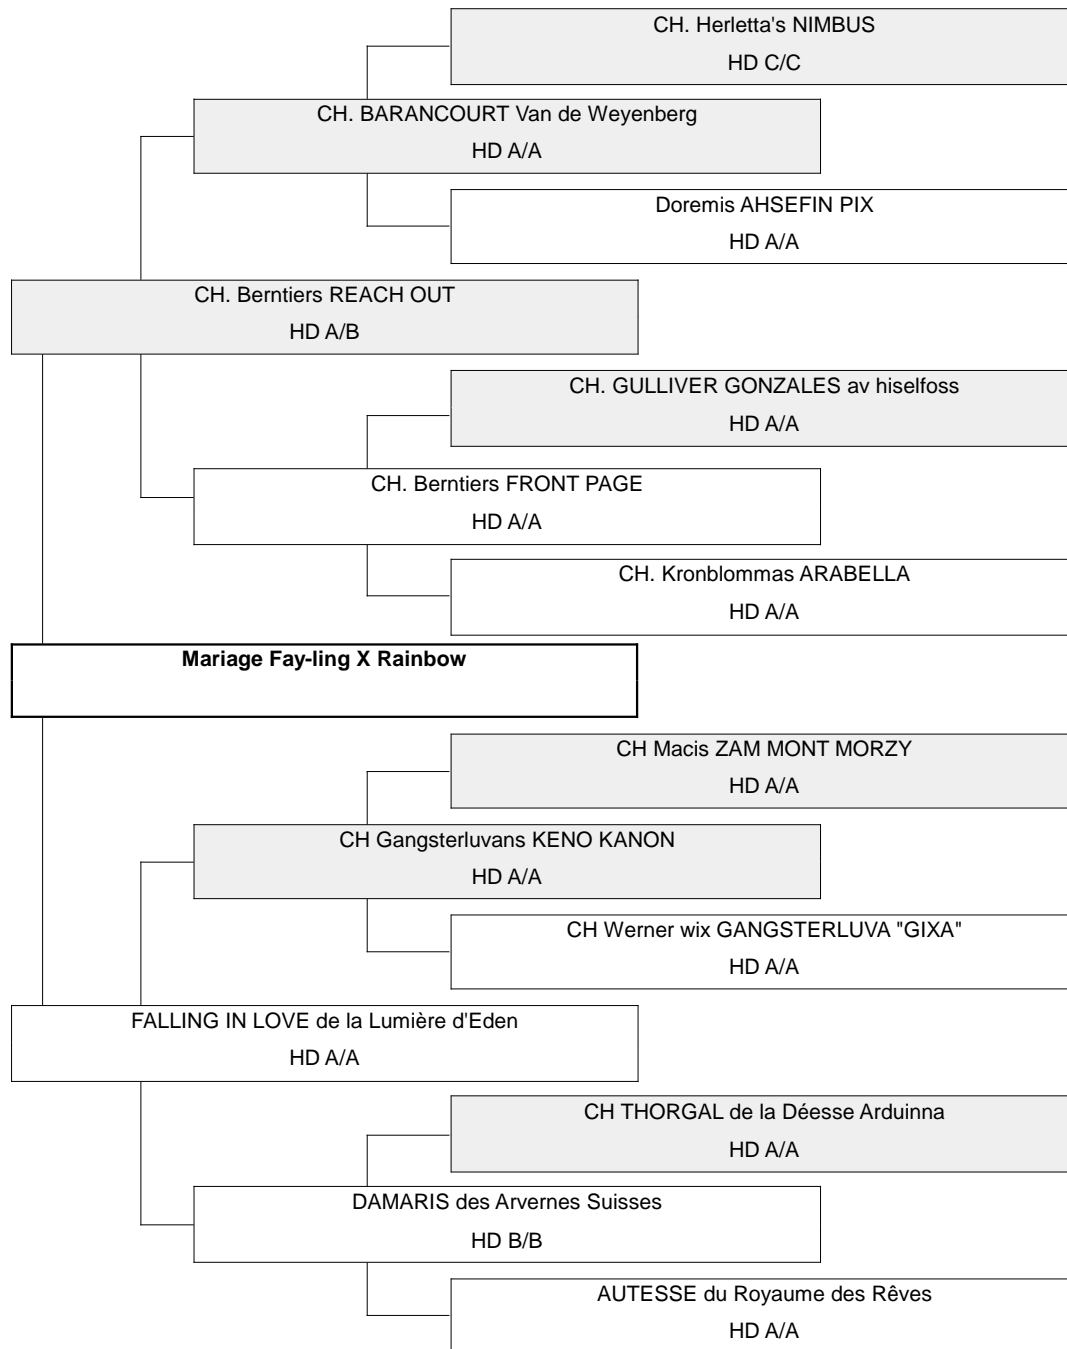 CH. Herletta's NIMBUS
HD C/C
CH. BARANCOURT Van de Weyenberg
HD A/A
Doremis AHSEFIN PIX
HD A/A
CH. Berntiers REACH OUT
HD A/B
CH. GULLIVER GONZALES av hiselfoss
HD A/A
CH. Berntiers FRONT PAGE
HD A/A
CH. Kronblommas ARABELLA
HD A/A
Mariage Fay-ling X Rainbow
CH Macis ZAM MONT MORZY
HD A/A
CH Gangsterluvans KENO KANON
HD A/A
CH Werner wix GANGSTERLUVA "GIXA"
HD A/A
FALLING IN LOVE de la Lumière d'Eden
HD A/A
CH THORGAL de la Déesse Arduinna
HD A/A
DAMARIS des Arvernes Suisses
HD B/B
AUTESSE du Royaume des Rêves
HD A/A